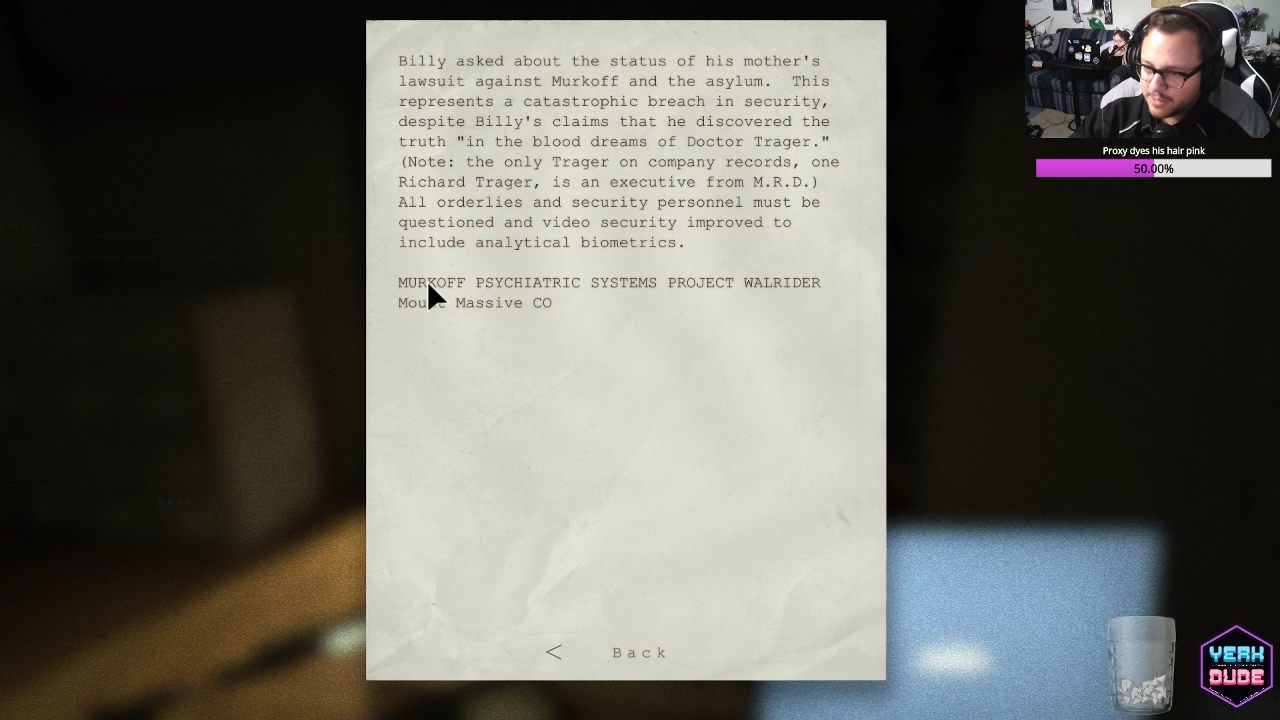 Billy asked about the status of his mother's
lawsuit against Murkoff and the asylum. This
represents a catastrophic breach in security,
despite Billy's claims that he discovered the
truth "in the blood dreams of Doctor Trager."
(Note: the only Trager on company records, one
Richard Trager, is an executive from M.R.D.)
All orderlies and security personnel must be
questioned and video security improved to
include analytical biometrics.
MURKOFF PSYCHIATRIC SYSTEMS PROJECT WALRIDER
Massive CO
< Back
Proxy dyes his hair pink
50.00%
YEAH
DUDE